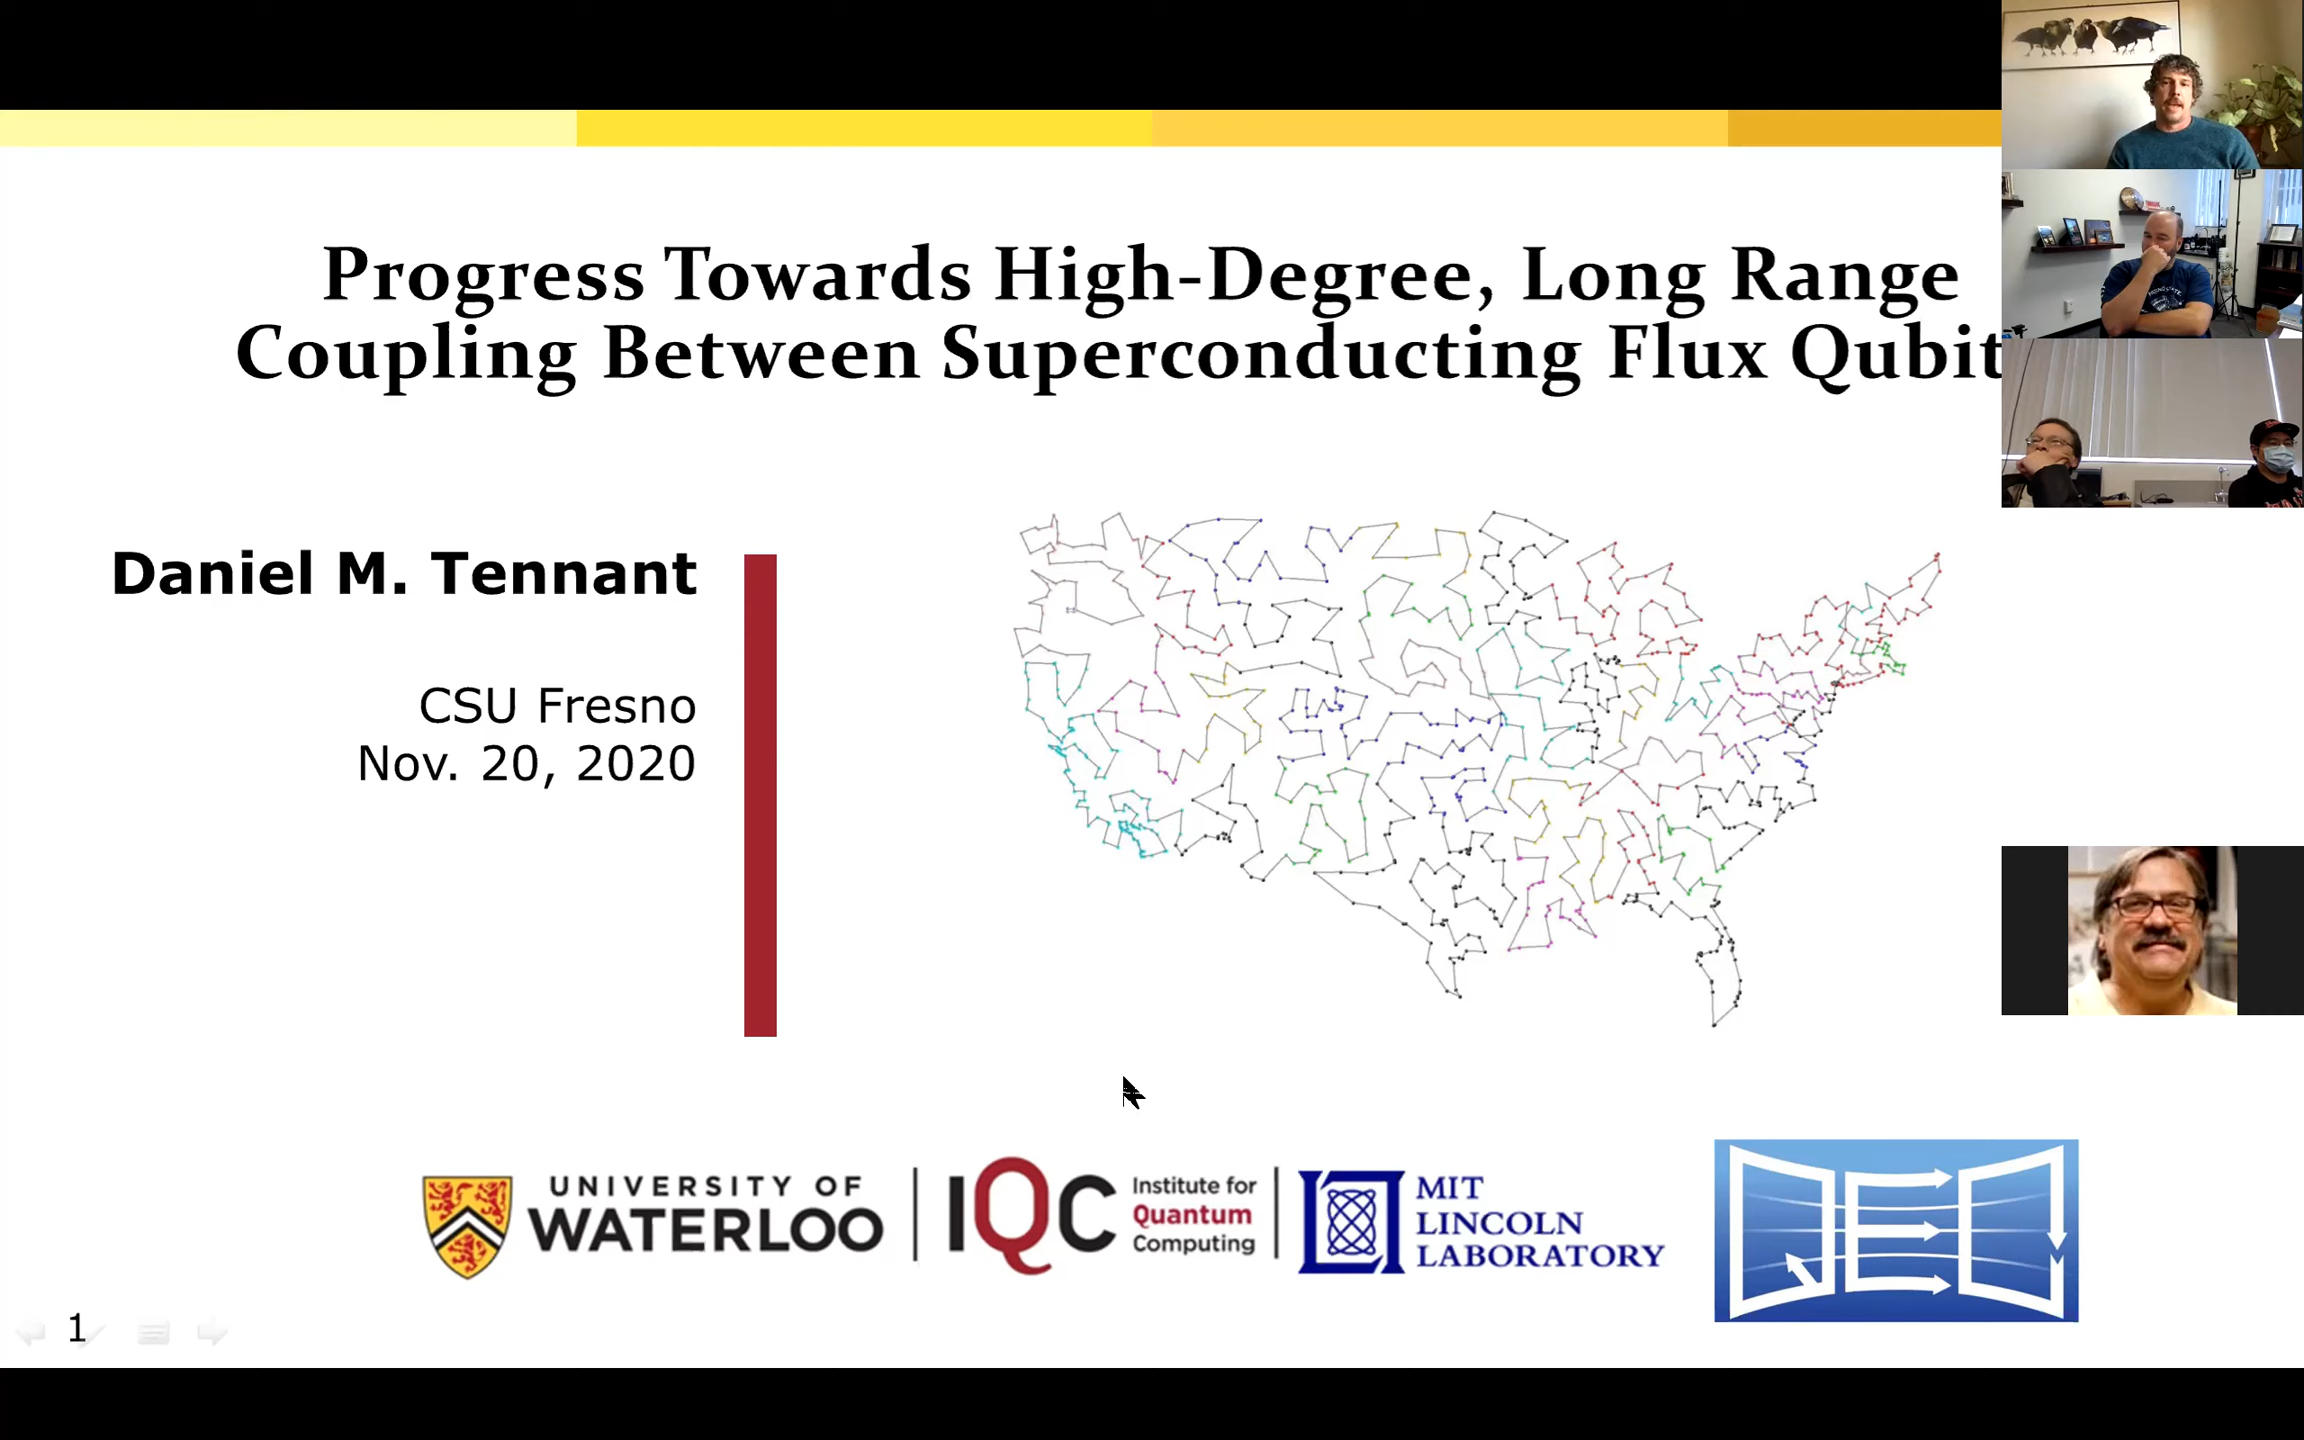 Progress Towards High-Degree, Long Range
Coupling Between Superconducting Flux Qubit
Daniel M. Tennant
CSU Fresno
Nov. 20, 2020
UNIVERSITY OF
WATERLOO
IQC
Institute for
Quantum
Computing
MIT
LINCOLN
LABORATORY
QEO
1